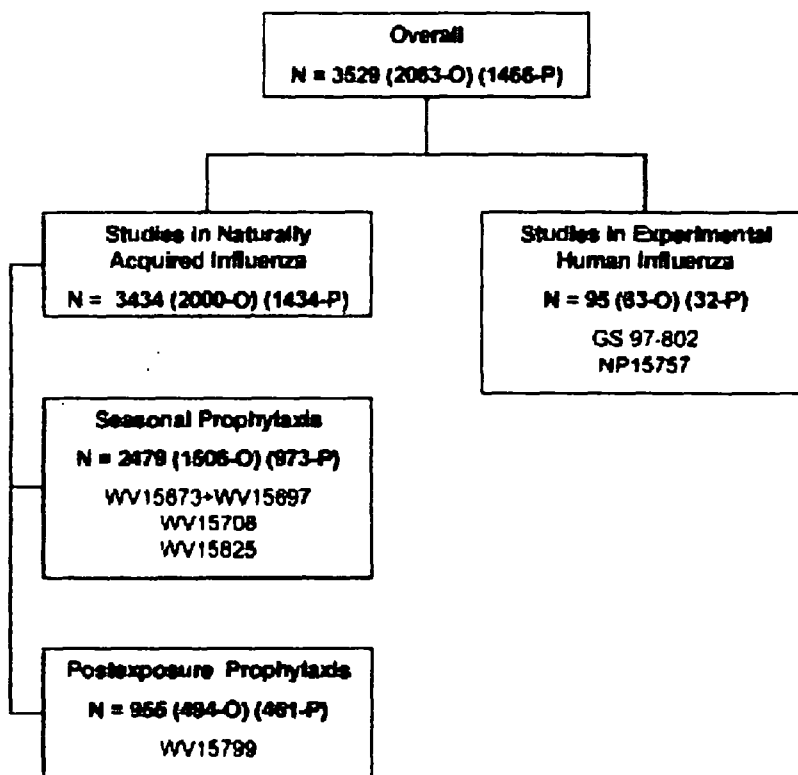 Overall
N = 3529 (2063-O) (1466-P)
Studies in Naturally
Acquired Influenza
N = 3434 (2000-O) (1434-P)
Studies in Experimental
Human Influenza
N = 95 (63-O) (32-P)
GS 97-802
NP15757
Seasonal Prophylaxis
N = 2479 (1506-O) (973-P)
WV15673+WV15697
WV15708
WV15825
Postexposure Prophylaxis
N = 955 (494-O) (461-P)
WV15799